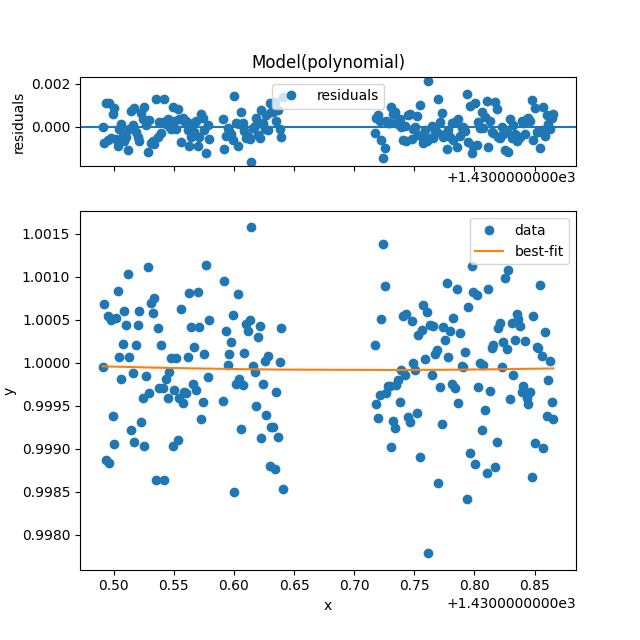 Model(polynomial)
0.002
0.000
residuals
residuals
+1.4300000000e3
1.0015
1.0010
1.0005
1.0000
0.9995
0.9990
0.9985
0.9980
y
data
best-fit
0.50 0.55 0.60 0.65 0.70 0.75 0.80 0.85
x
+1.4300000000e3